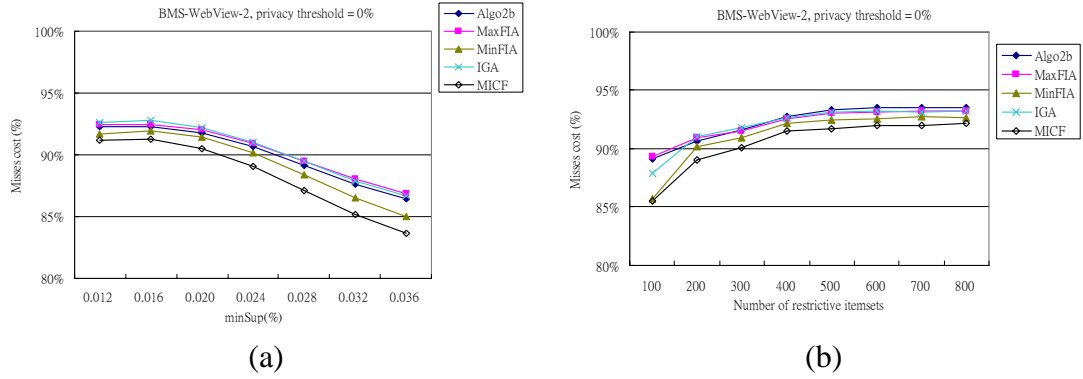 BMS-WebView-2, privacy threshold = 0%
100%
95%
90%
85%
80%
Misses cost (%)
0.012 0.016 0.020 0.024 0.028 0.032 0.036
minSup(%)
Algo2b
MaxFIA
MinFIA
IGA
MICF
(a)
BMS-WebView-2, privacy threshold = 0%
100%
95%
90%
85%
80%
Misses cost (%)
100 200 300 400 500 600 700 800
Number of restrictive itemsets
Algo2b
MaxFIA
MinFIA
IGA
MICF
(b)